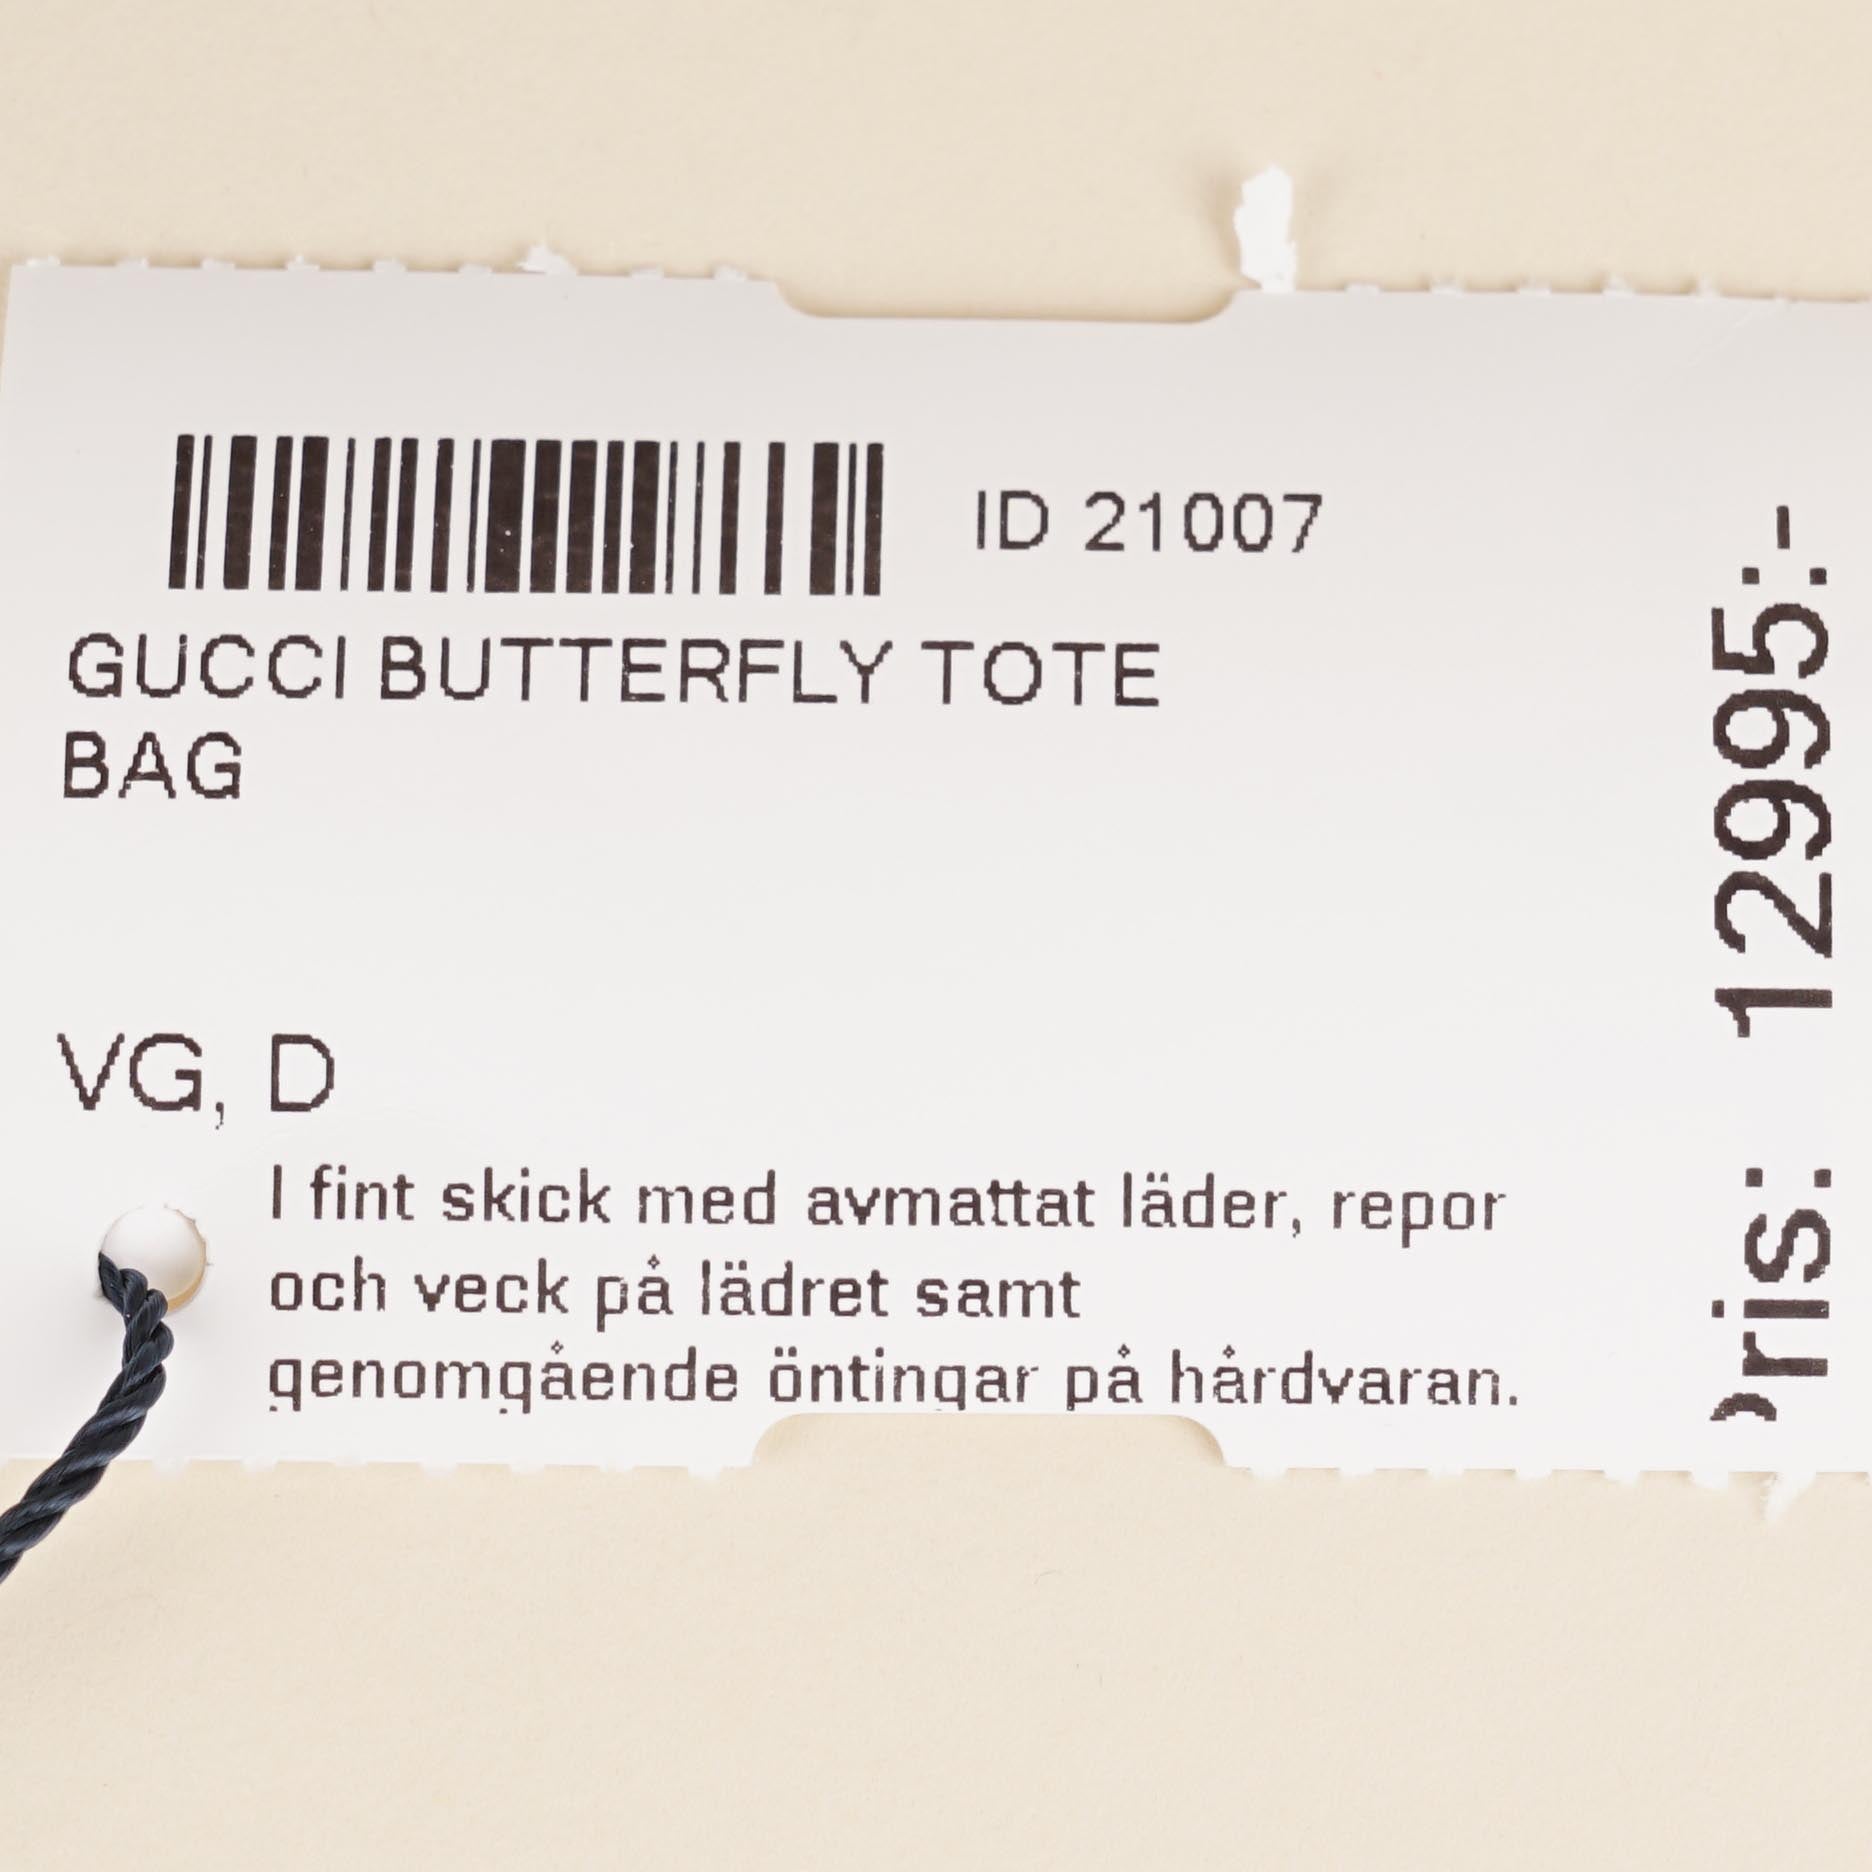 ID 21007
GUCCI BUTTERFLY TOTE
BAG
VG, D
I fint skick med avmattat läder, repor
och veck på lädret samt
genomgående öntingar på hårdvaran.
Pris: 12995:-